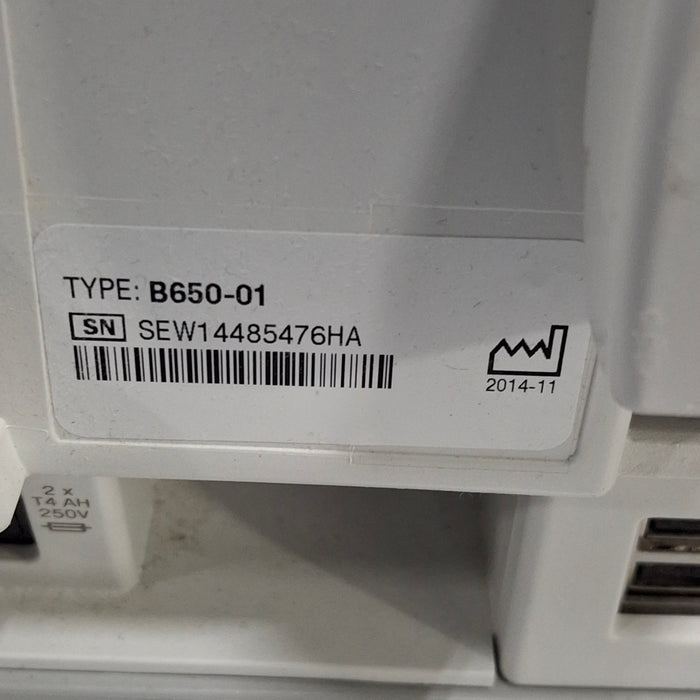 TYPE: B650-01
SN SEW14485476HA
2014-11
2 x
T4 AH
250V